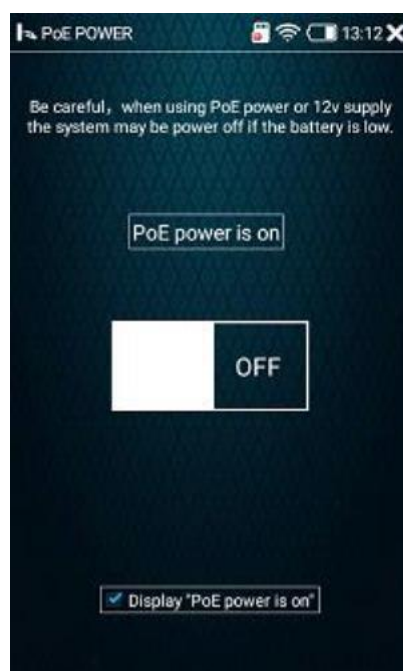 PoE POWER 13:12
Be careful，when using PoE power or 12v supply
the system may be power off if the battery is low.
PoE power is on
OFF
Display "PoE power is on"